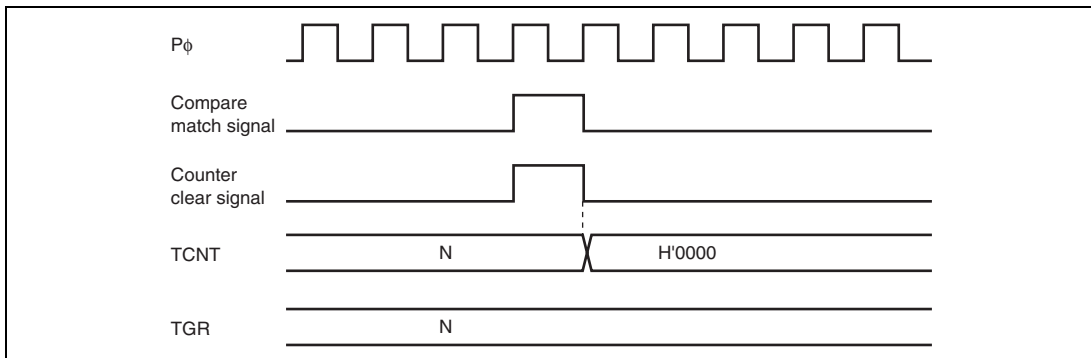 Pϕ
Compare
match signal
Counter
clear signal
TCNT
N
H'0000
TGR
N